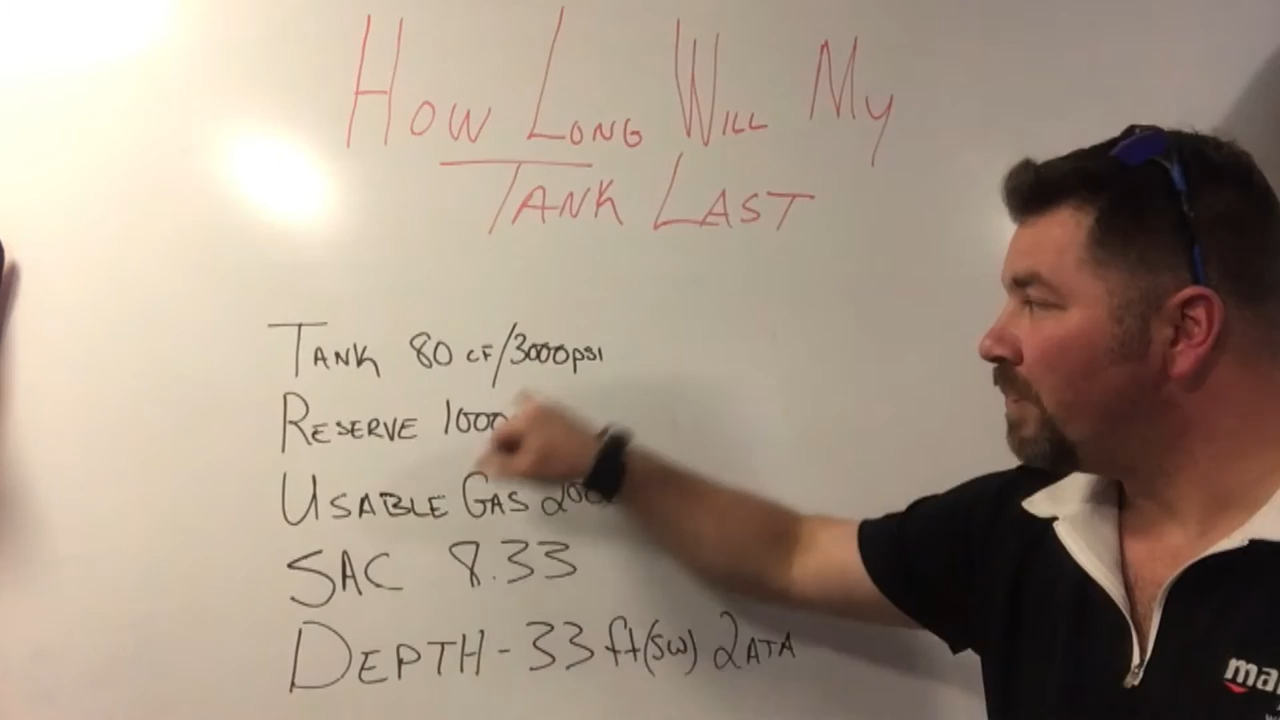 How Long Will My
Tank Last
Tank 80 CF/3000psi
Reserve 1000
Usable Gas
SAC 8.33
Depth - 33 ft(sw) 2 ATA